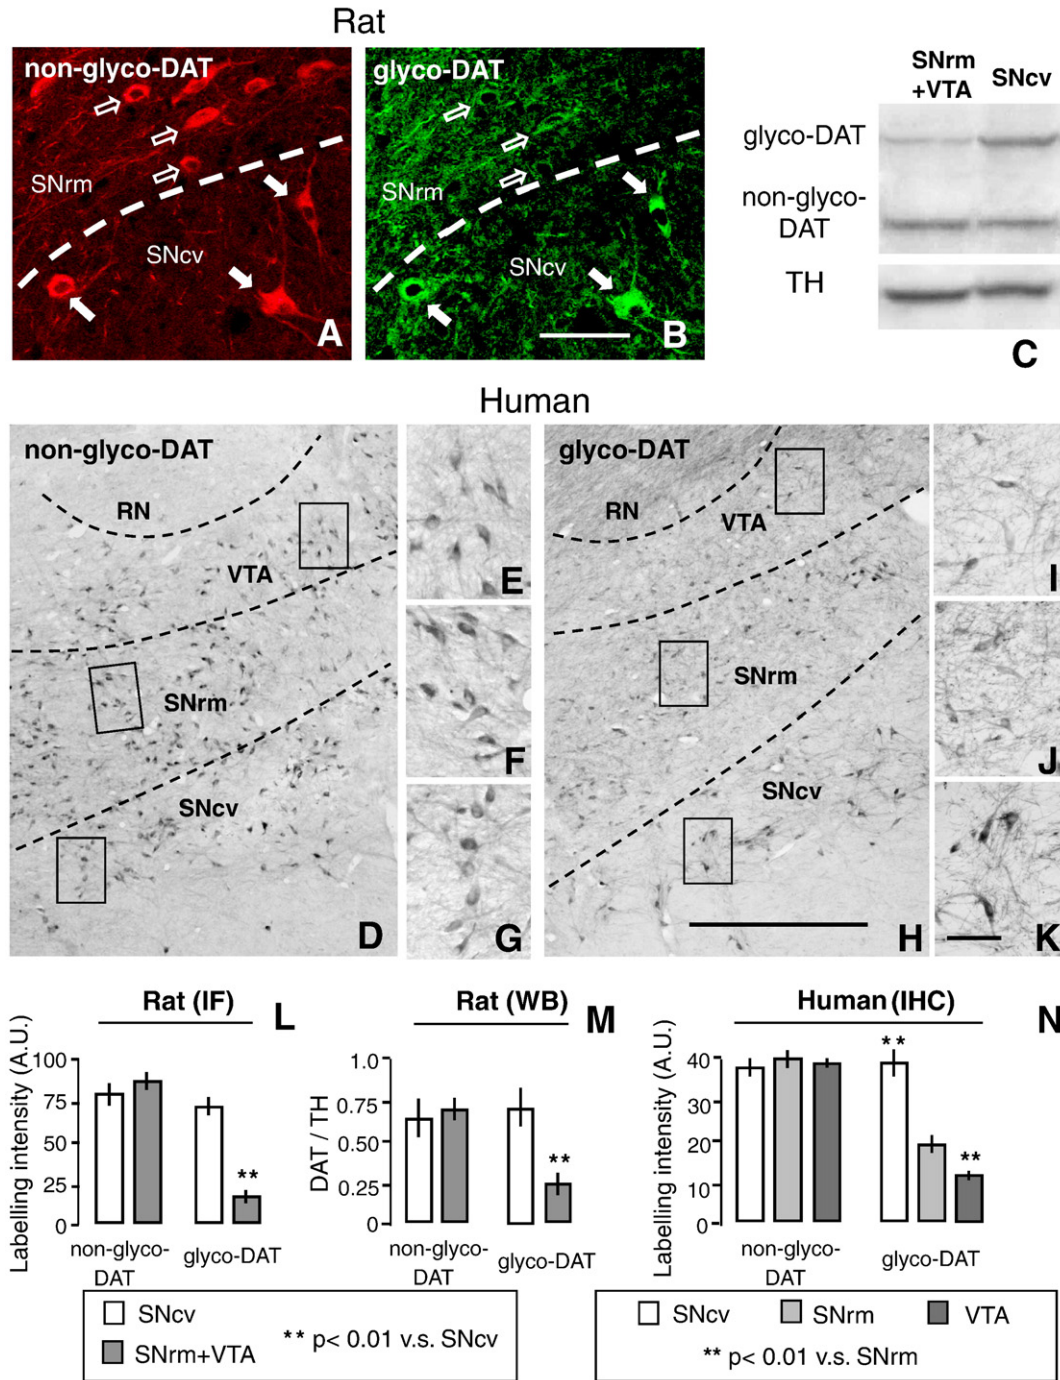 Rat
non-glyco-DAT
SNrm
SNcv
A
glyco-DAT
SNrm
SNcv
B
SNrm
+VTA
SNcv
glyco-DAT
non-glyco-
DAT
TH
C
Human
non-glyco-DAT
RN
VTA
SNrm
SNcv
D
E
F
G
glyco-DAT
RN
VTA
SNrm
SNcv
H
I
J
K
Rat (IF)
L
Labelling intensity (A.U.)
100
75
50
25
0
**
non-glyco-
DAT
glyco-DAT
Rat (WB)
M
DAT / TH
1.0
0.75
0.50
0.25
0
**
non-glyco-
DAT
glyco-DAT
Human (IHC)
N
Labelling intensity (A.U.)
40
30
20
10
0
**
**
non-glyco-
DAT
glyco-DAT
SNcv
SNrm+VTA
** p< 0.01 v.s. SNcv
SNcv
SNrm
VTA
** p< 0.01 v.s. SNrm